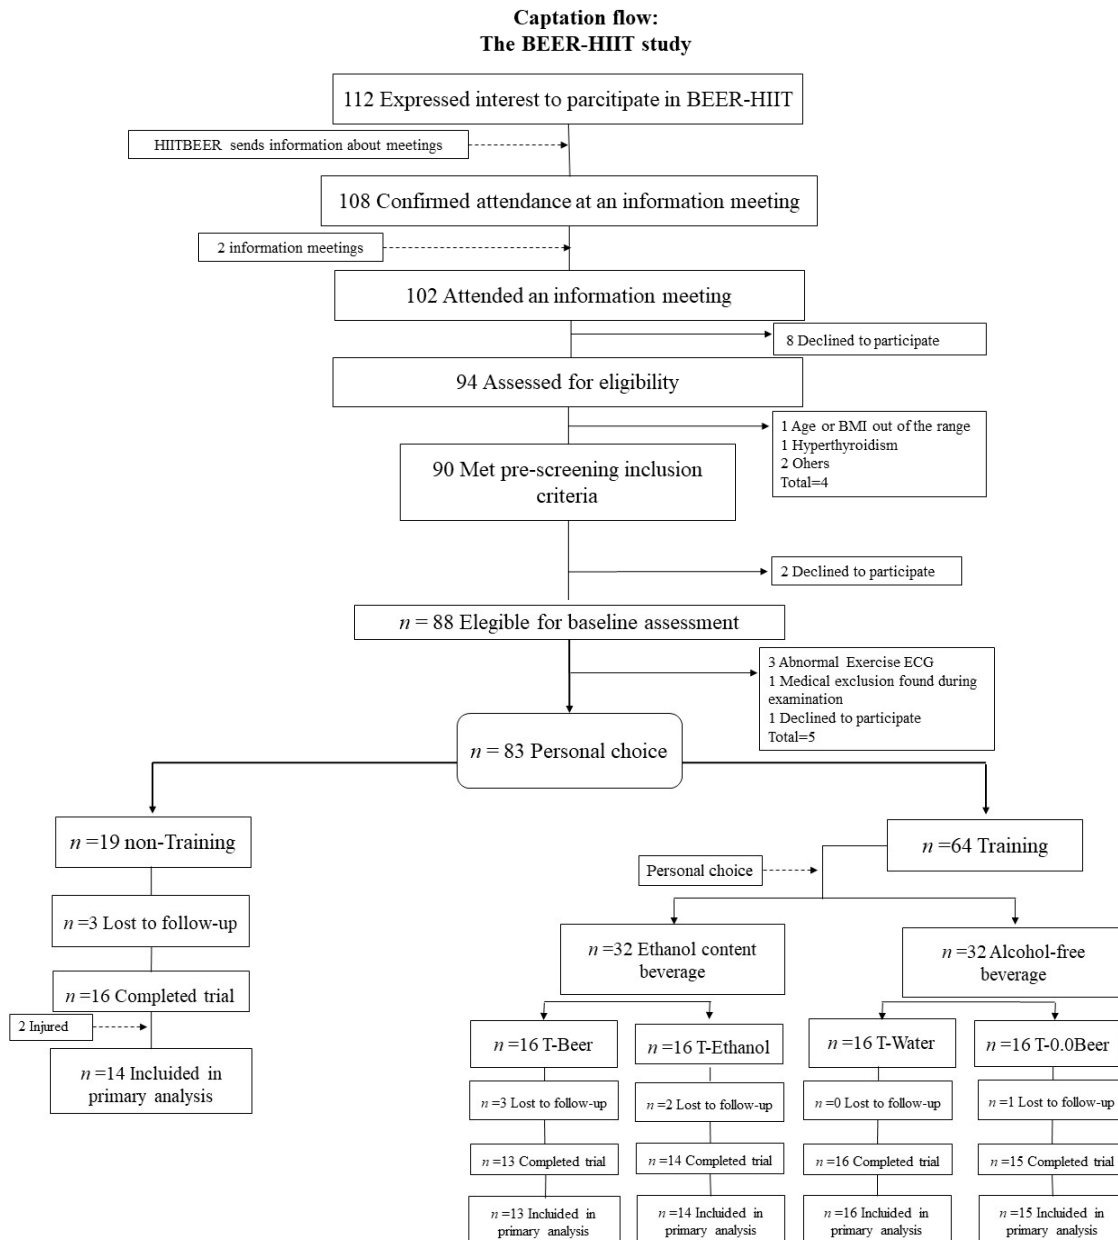 Captation flow:
The BEER-HIIT study
112 Expressed interest to parcitipate in BEER-HIIT
HIITBEER sends information about meetings
108 Confirmed attendance at an information meeting
2 information meetings
102 Attended an information meeting
8 Declined to participate
94 Assessed for eligibility
1 Age or BMI out of the range
1 Hyperthyroidism
2 Ohers
Total=4
90 Met pre-screening inclusion
criteria
2 Declined to participate
n = 88 Elegible for baseline assessment
3 Abnormal Exercise ECG
1 Medical exclusion found during
examination
1 Declined to participate
Total=5
n = 83 Personal choice
n =19 non-Training
n =64 Training
Personal choice
n =3 Lost to follow-up
n =32 Ethanol content
beverage
n =32 Alcohol-free
beverage
n =16 Completed trial
2 Injured
n =14 Incluided in
primary analysis
n =16 T-Beer
n =16 T-Ethanol
n =16 T-Water
n =16 T-0.0Beer
n =3 Lost to follow-up
n =2 Lost to follow-up
n =0 Lost to follow-up
n =1 Lost to follow-up
n =13 Completed trial
n =14 Completed trial
n =16 Completed trial
n =15 Completed trial
n =13 Incluided in
primary analysis
n =14 Incluided in
primary analysis
n =16 Incluided in
primary analysis
n =15 Incluided in
primary analysis